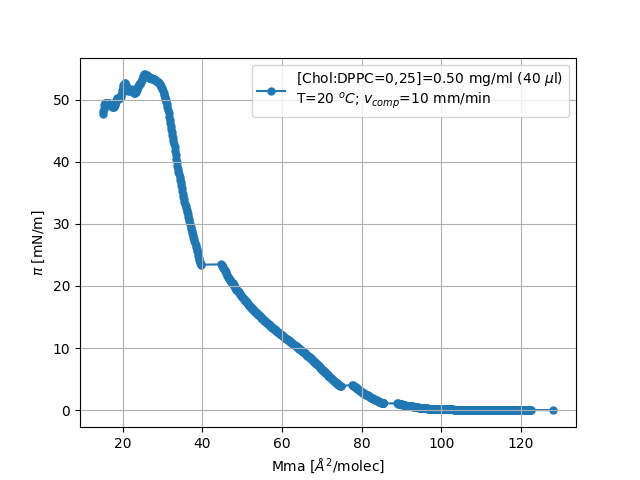 [Chol:DPPC=0,25]=0.50 mg/ml (40 μl)
T=20 °C; v_comp=10 mm/min
50
40
30
20
10
0
π [mN/m]
20 40 60 80 100 120
Mma [Å²/molec]